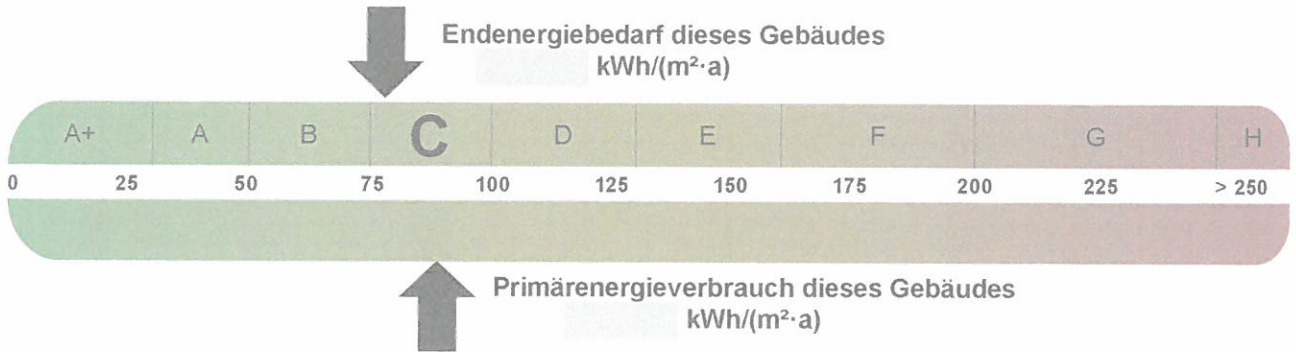 Endenergiebedarf dieses Gebäudes
kWh/(m²·a)
A+ A B C D E F G H
0 25 50 75 100 125 150 175 200 225 > 250
Primärenergieverbrauch dieses Gebäudes
kWh/(m²·a)